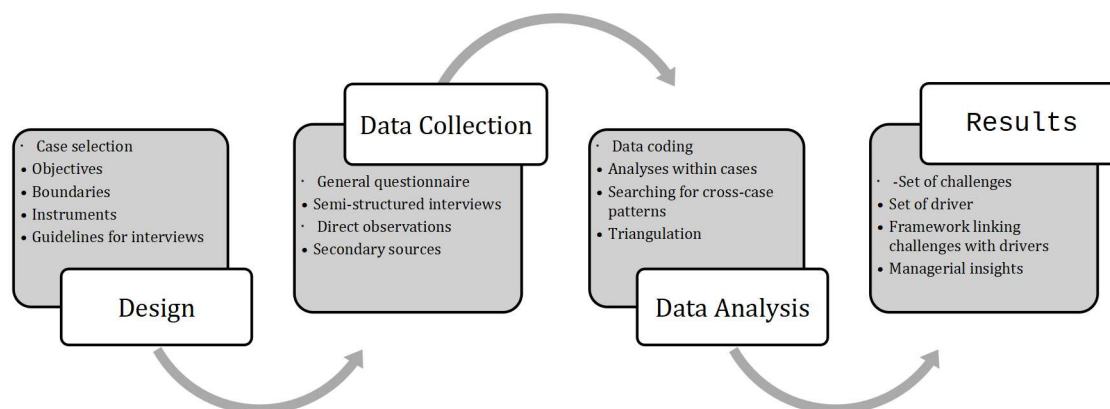 · Case selection
• Objectives
• Boundaries
• Instruments
• Guidelines for interviews
Design
Data Collection
· General questionnaire
• Semi-structured interviews
· Direct observations
• Secondary sources
· Data coding
• Analyses within cases
• Searching for cross-case
patterns
• Triangulation
Data Analysis
Results
· -Set of challenges
• Set of driver
• Framework linking
challenges with drivers
• Managerial insights